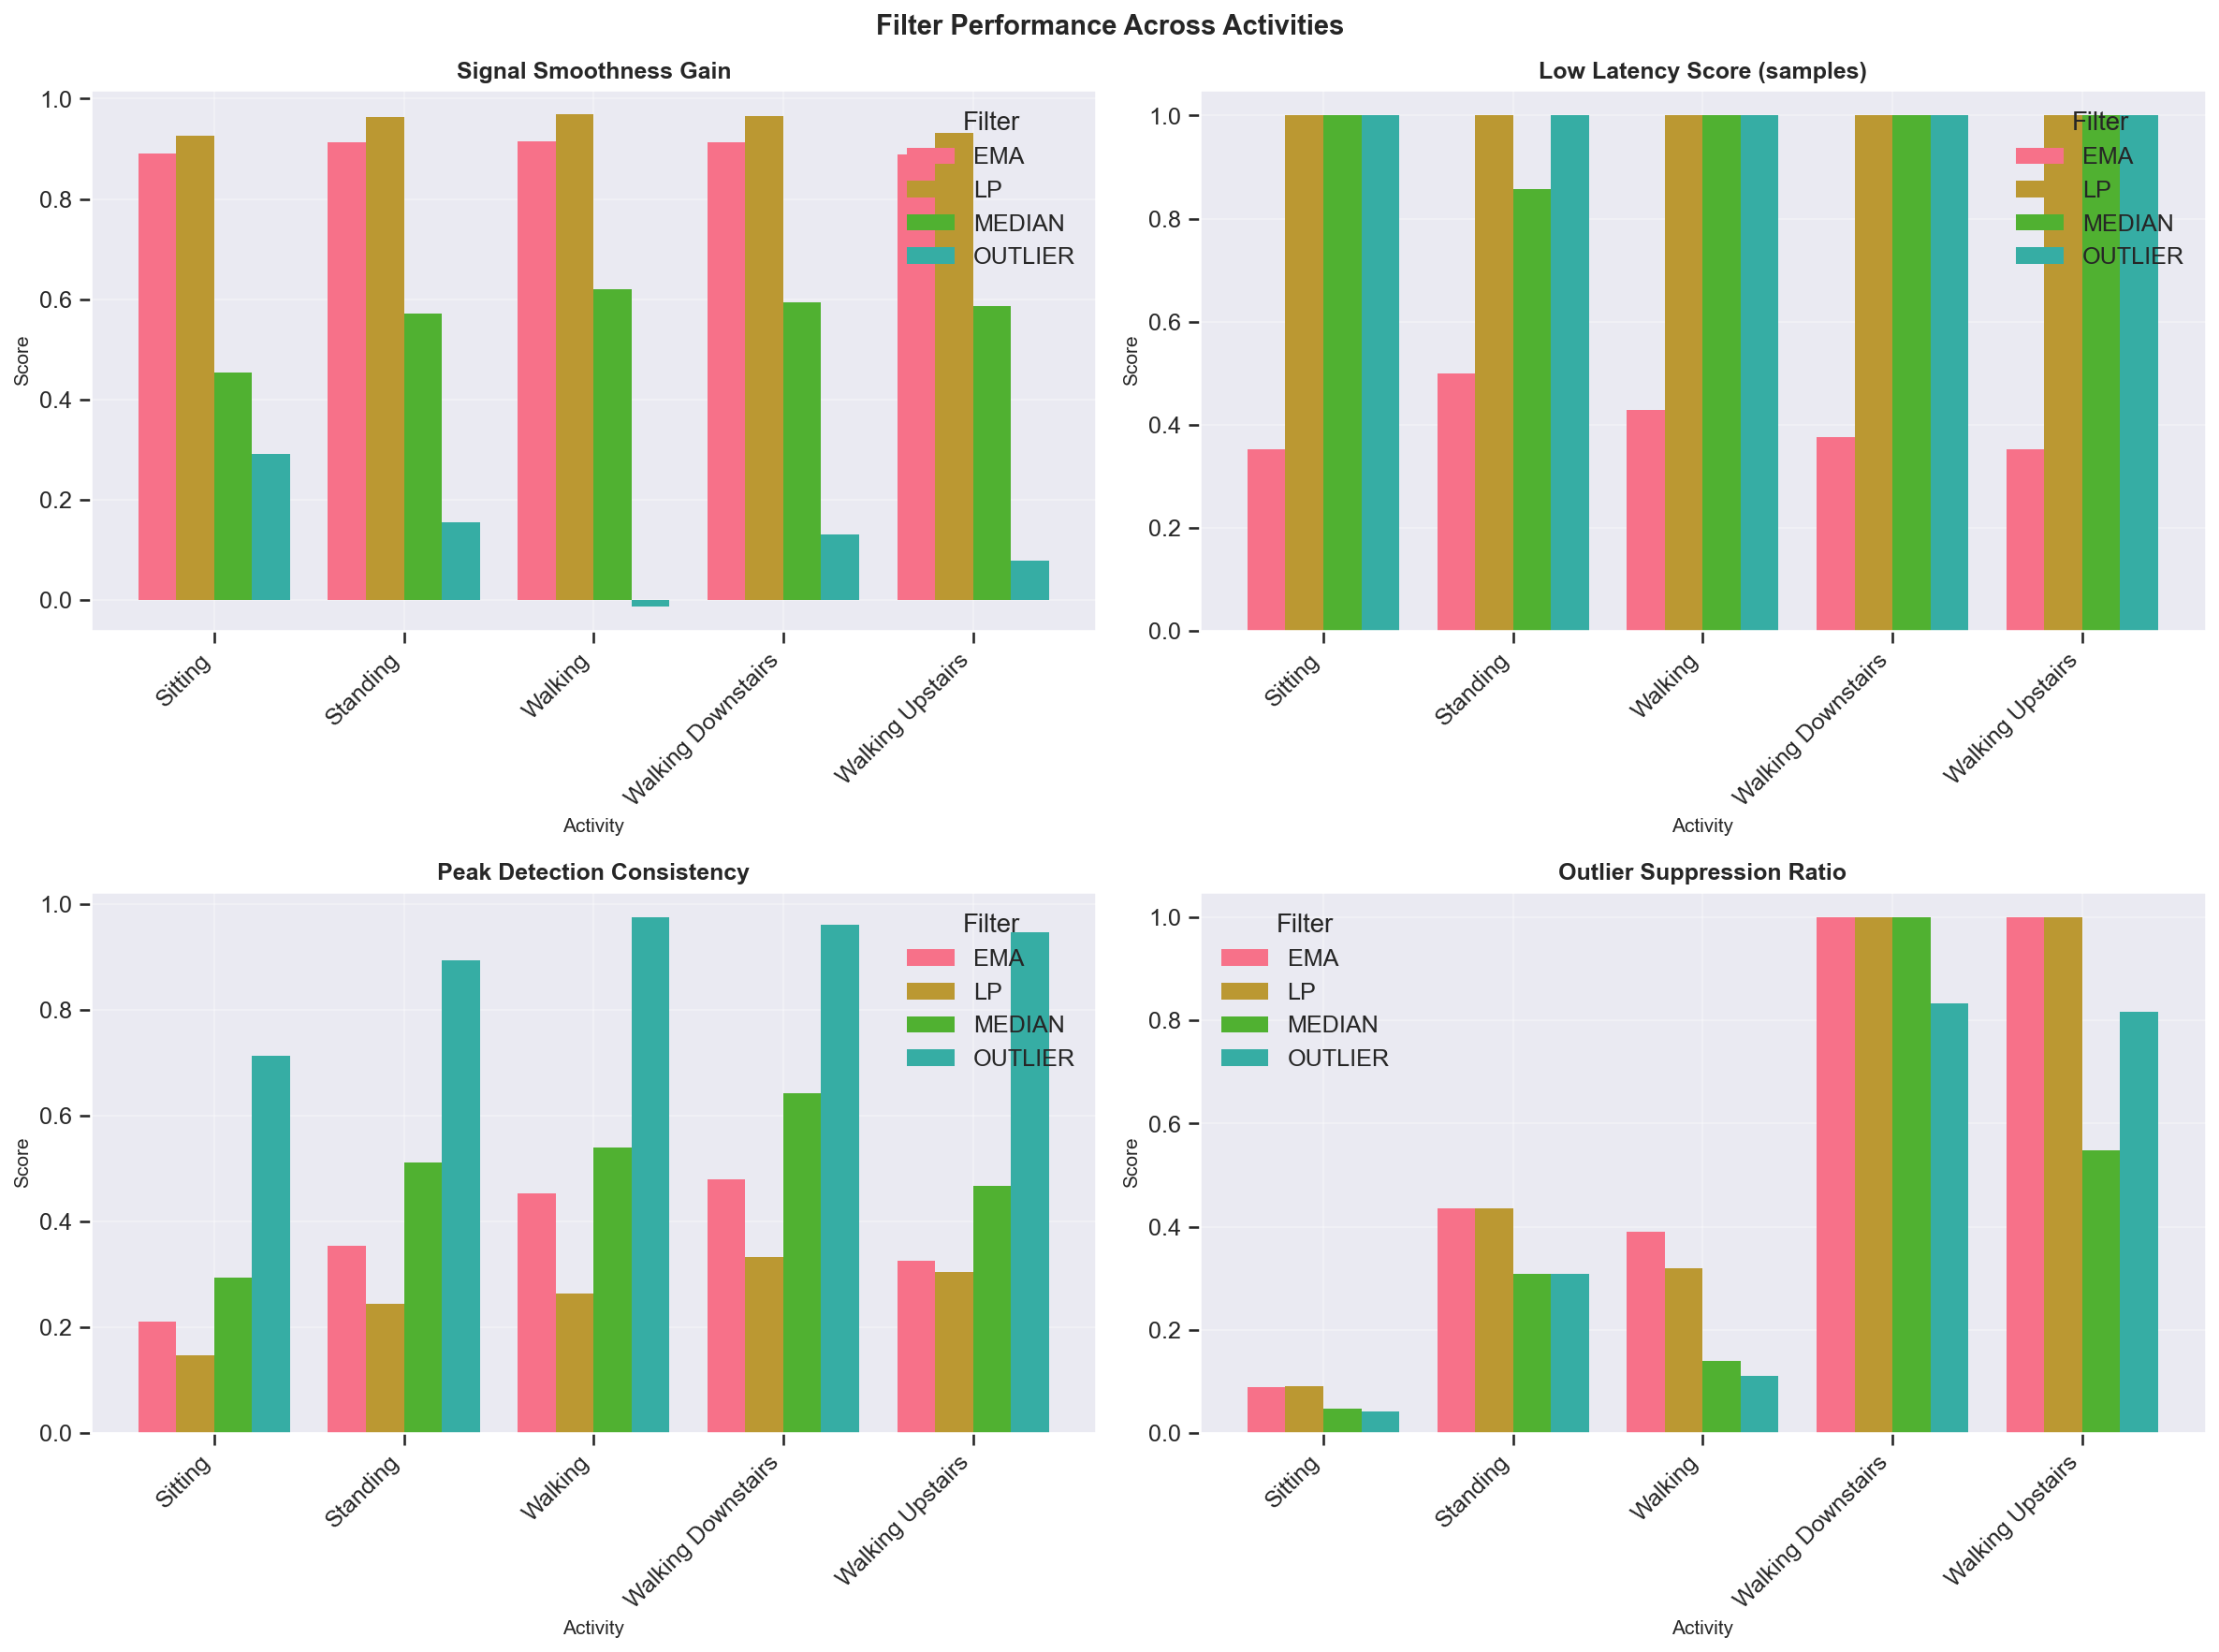 Filter Performance Across Activities
Signal Smoothness Gain
1.0
0.8
0.6
0.4
0.2
0.0
Score
Filter
EMA
LP
MEDIAN
OUTLIER
Sitting
Standing
Walking
Walking Downstairs
Walking Upstairs
Activity
Low Latency Score (samples)
1.0
0.8
0.6
0.4
0.2
0.0
Score
Filter
EMA
LP
MEDIAN
OUTLIER
Sitting
Standing
Walking
Walking Downstairs
Walking Upstairs
Activity
Peak Detection Consistency
1.0
0.8
0.6
0.4
0.2
0.0
Score
Filter
EMA
LP
MEDIAN
OUTLIER
Sitting
Standing
Walking
Walking Downstairs
Walking Upstairs
Activity
Outlier Suppression Ratio
1.0
0.8
0.6
0.4
0.2
0.0
Score
Filter
EMA
LP
MEDIAN
OUTLIER
Sitting
Standing
Walking
Walking Downstairs
Walking Upstairs
Activity